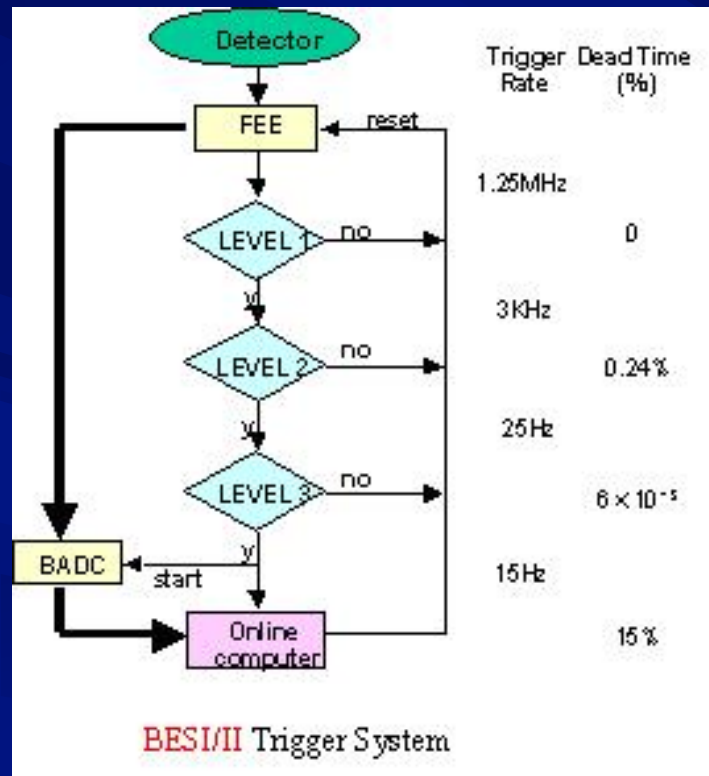 Detector
Trigger Dead Time
Rate (%)
FEE
reset
1.25MHz
LEVEL 1
no
0
y
3KHz
LEVEL 2
no
0.24%
y
25Hz
LEVEL 3
no
6 × 10⁻⁵
y
BADC
start
15Hz
Online
computer
15%
BESI/II Trigger System